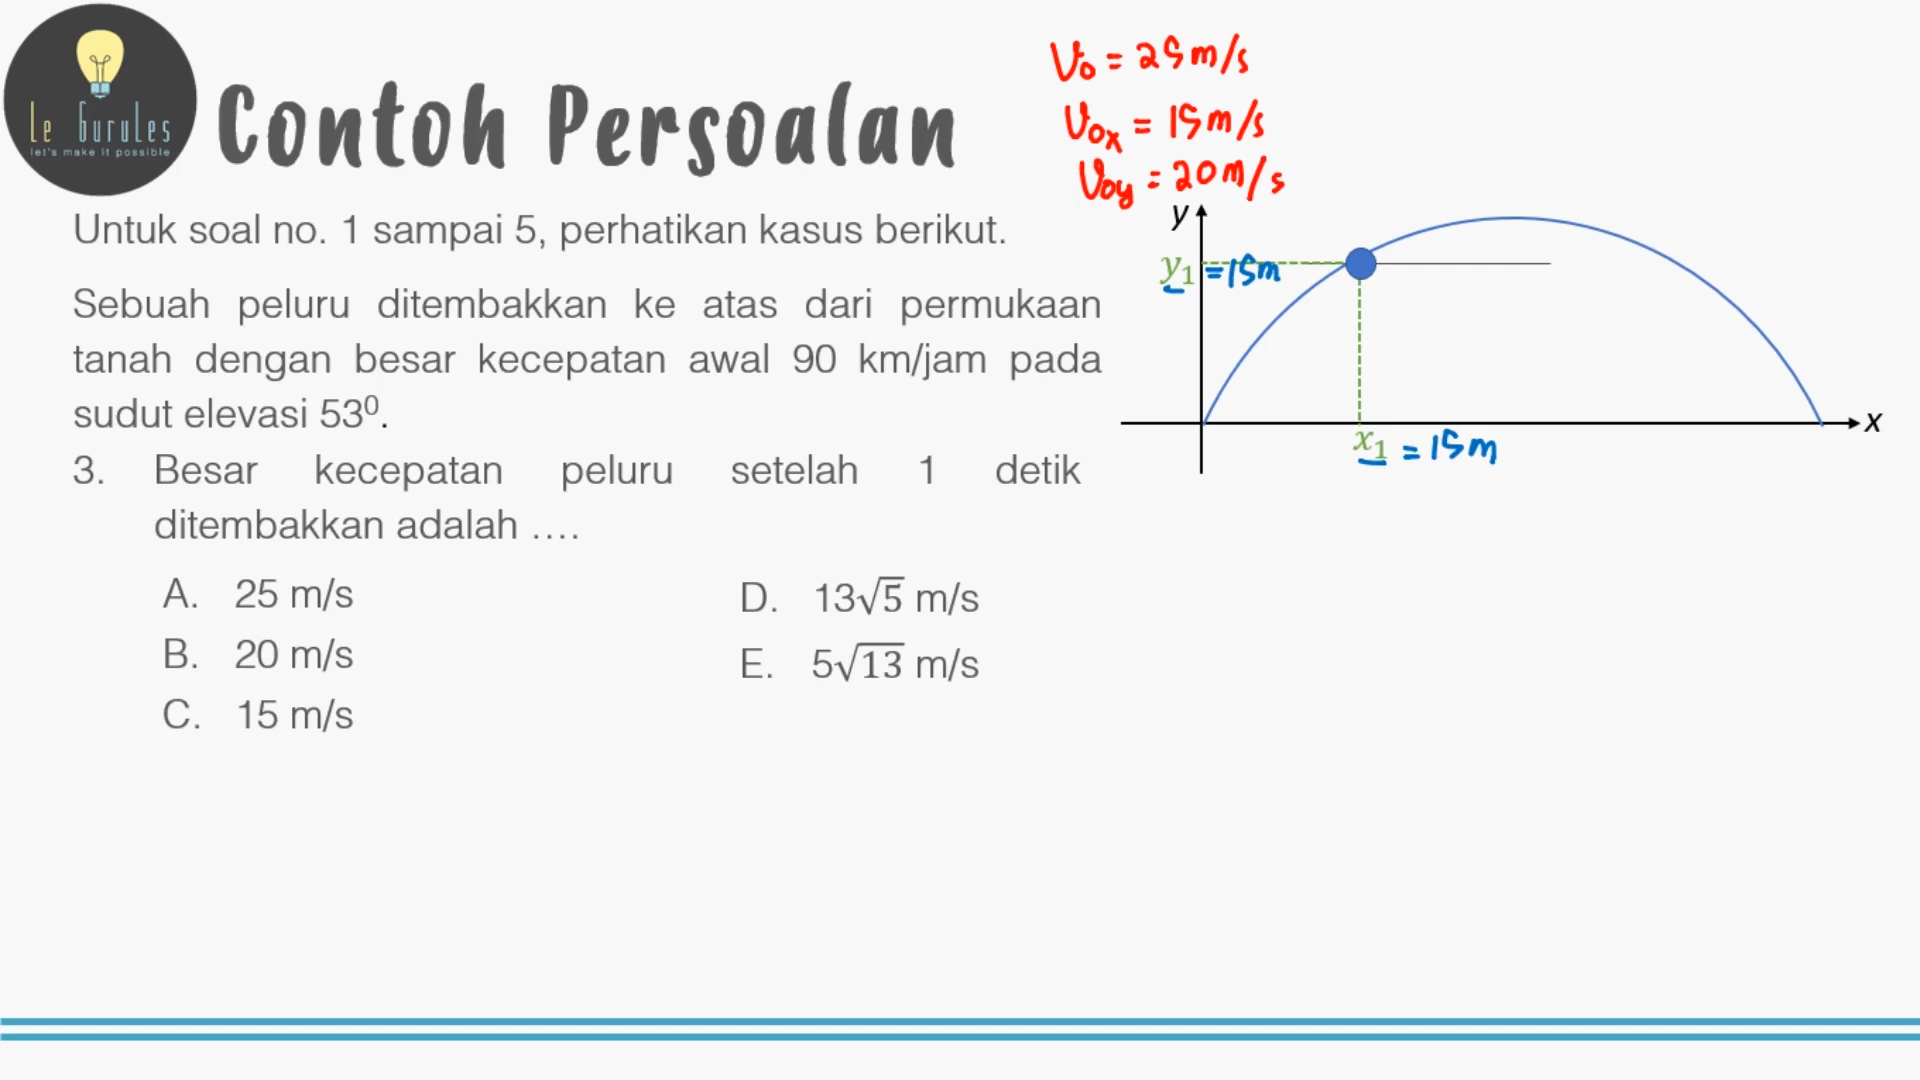 Le Gurules
let's make it possible
Contoh Persoalan
V₀ = 25 m/s
V₀ₓ = 15 m/s
V₀y = 20 m/s
Untuk soal no. 1 sampai 5, perhatikan kasus berikut.
Sebuah peluru ditembakkan ke atas dari permukaan
tanah dengan besar kecepatan awal 90 km/jam pada
sudut elevasi 53⁰.
3. Besar kecepatan peluru setelah 1 detik
ditembakkan adalah ....
A. 25 m/s
B. 20 m/s
C. 15 m/s
D. 13√5 m/s
E. 5√13 m/s
y
y₁ = 15 m
x
x₁ = 15 m